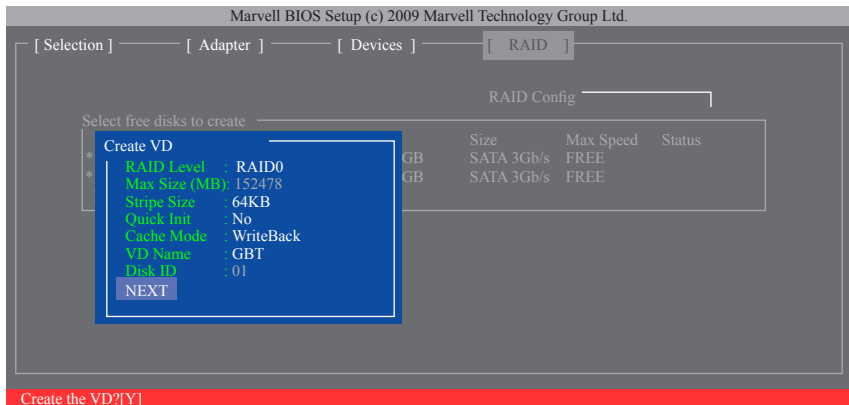 Marvell BIOS Setup (c) 2009 Marvell Technology Group Ltd.
[ Selection ] [ Adapter ] [ Devices ] [ RAID ]
RAID Config
Select free disks to create
Size Max Speed Status
* GB SATA 3Gb/s FREE
* GB SATA 3Gb/s FREE
Create VD
RAID Level : RAID0
Max Size (MB): 152478
Stripe Size : 64KB
Quick Init : No
Cache Mode : WriteBack
VD Name : GBT
Disk ID : 01
NEXT
Create the VD?[Y]